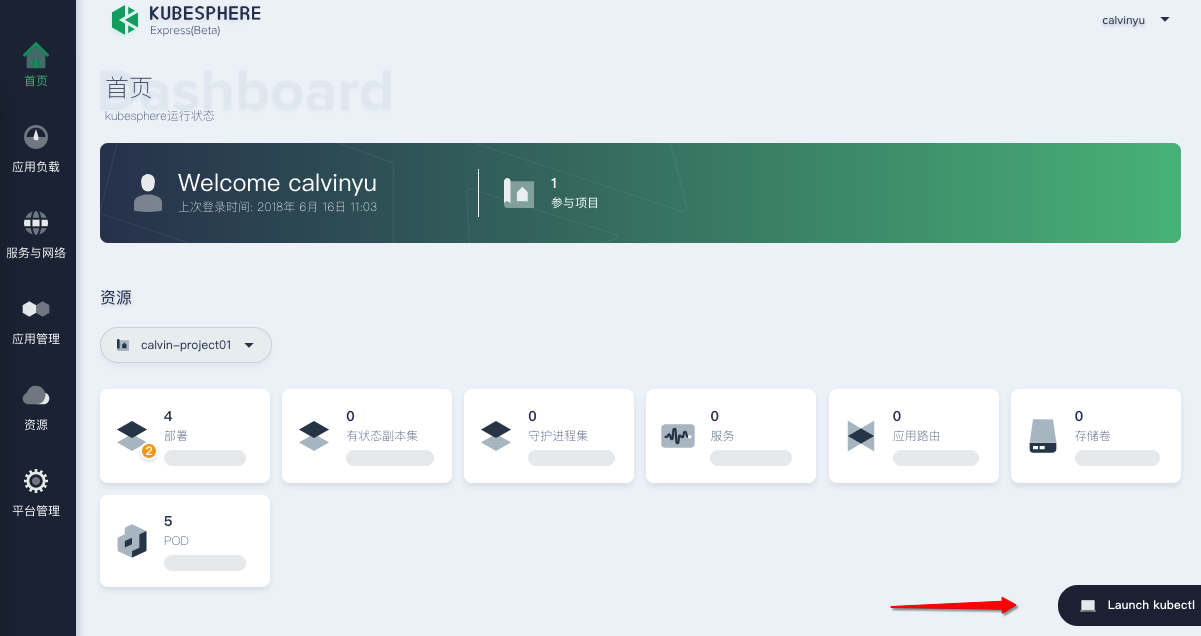 KUBESPHERE
Express(Beta)
calvinyu
首页
Dashboard
首页
kubesphere运行状态
应用负载
服务与网络
应用管理
资源
平台管理
Welcome calvinyu
上次登录时间: 2018年 6月 16日 11:03
1
参与项目
资源
calvin-project01
4
部署
2
0
有状态副本集
0
守护进程集
0
服务
0
应用路由
0
存储卷
5
POD
Launch kubectl